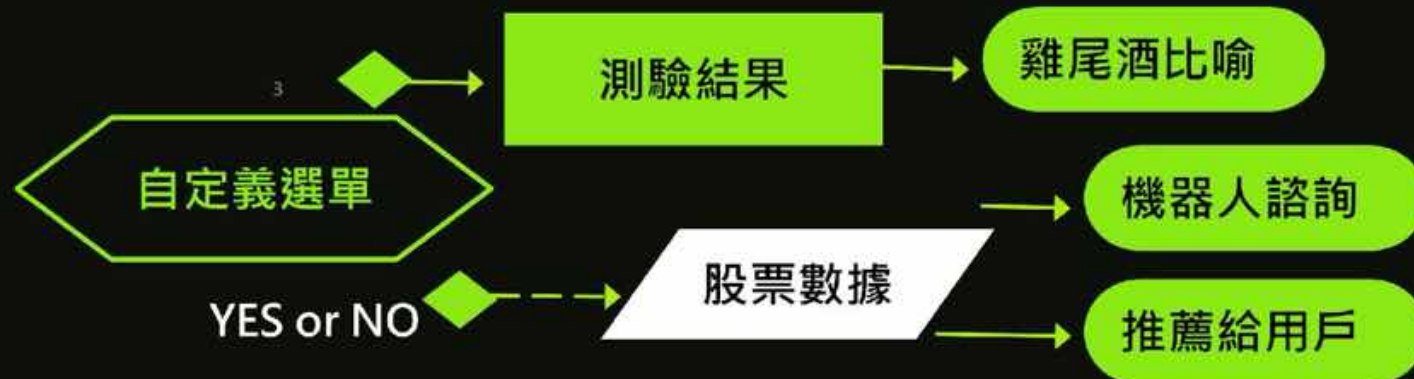 3
測驗結果
雞尾酒比喻
自定義選單
機器人諮詢
股票數據
YES or NO
推薦給用戶